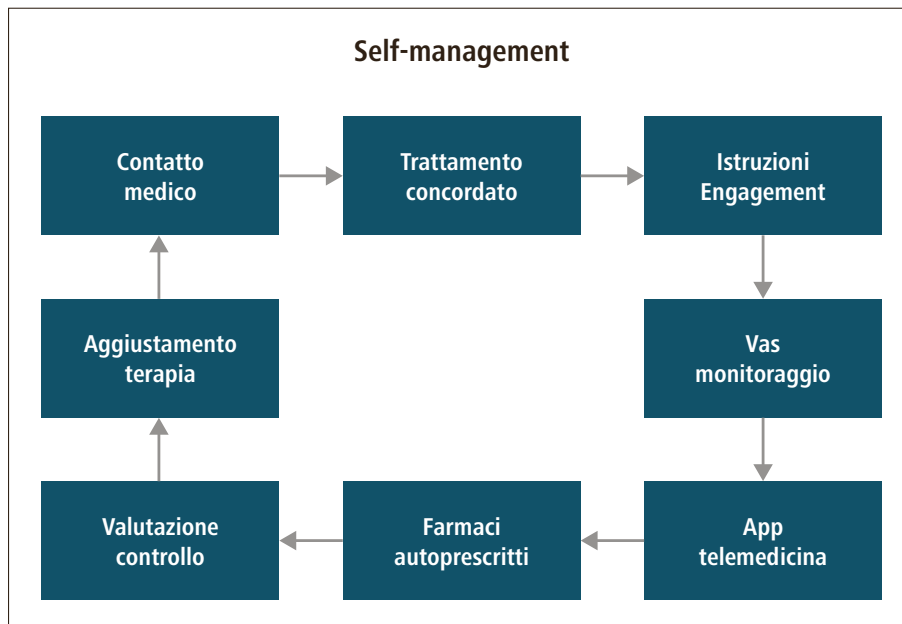 Self-management
Contatto
medico
Trattamento
concordato
Istruzioni
Engagement
Aggiustamento
terapia
Vas
monitoraggio
Valutazione
controllo
Farmaci
autoprescritti
App
telemedicina